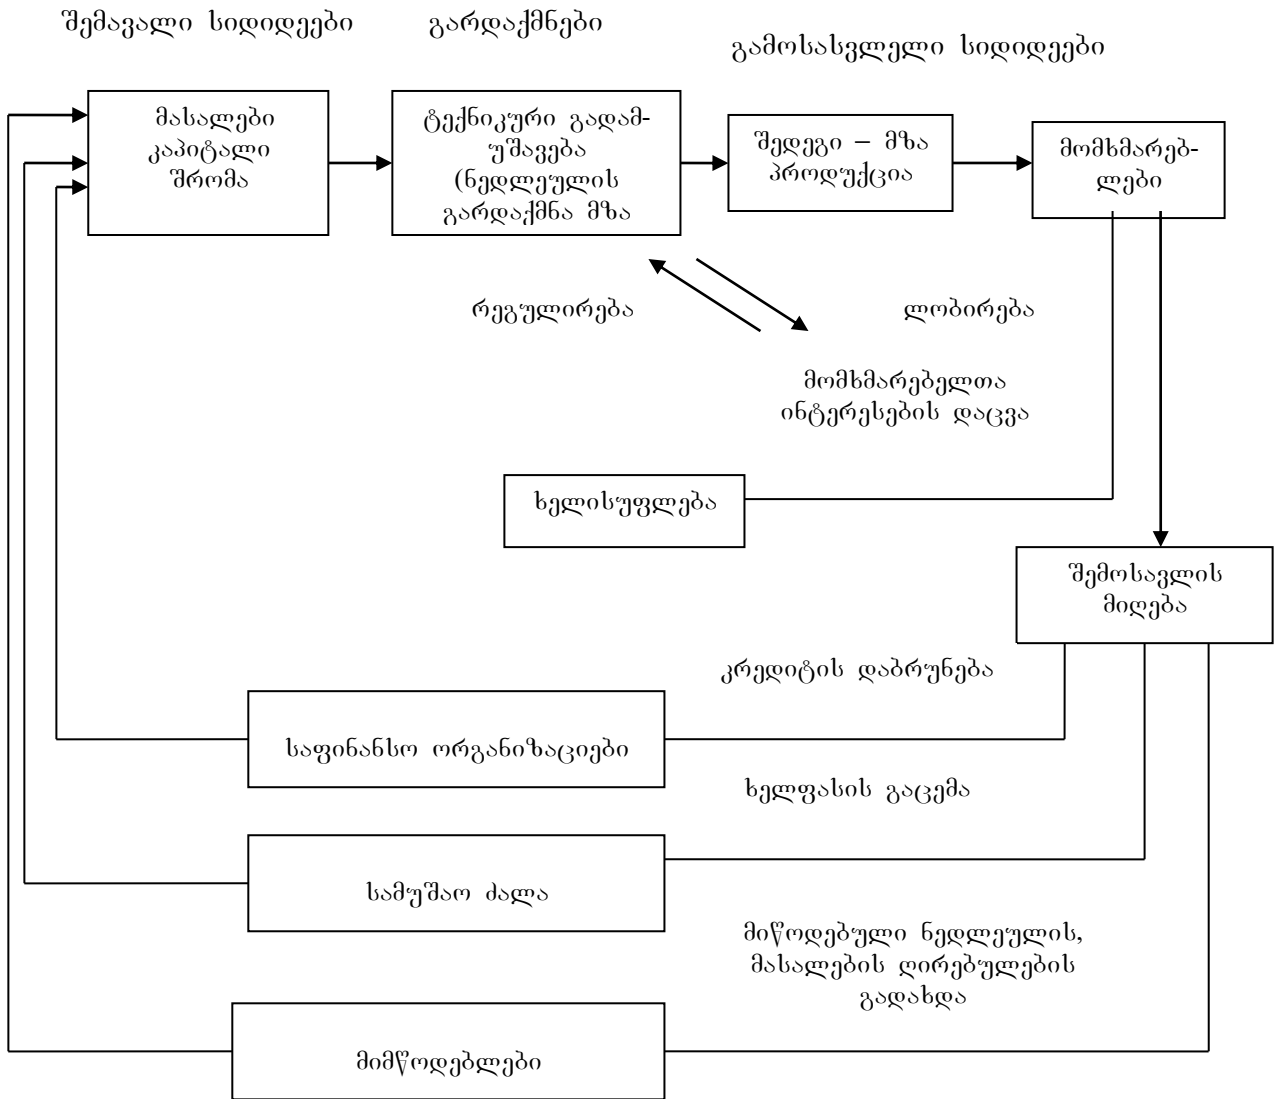 შემავალი სიდიდეები
გარდაქმნები
გამოსასვლელი სიდიდეები
მასალები
კაპიტალი
შრომა
ტექნიკური გადამ-
უშავება
(ნედლეულის
გარდაქმნა მზა
შედეგი – მზა
პროდუქცია
მომხმარებ-
ლები
რეგულირება
ლობირება
მომხმარებელთა
ინტერესების დაცვა
ხელისუფლება
შემოსავლის
მიღება
კრედიტის დაბრუნება
საფინანსო ორგანიზაციები
ხელფასის გაცემა
სამუშაო ძალა
მიწოდებული ნედლეულის,
მასალების ღირებულების
გადახდა
მიმწოდებლები